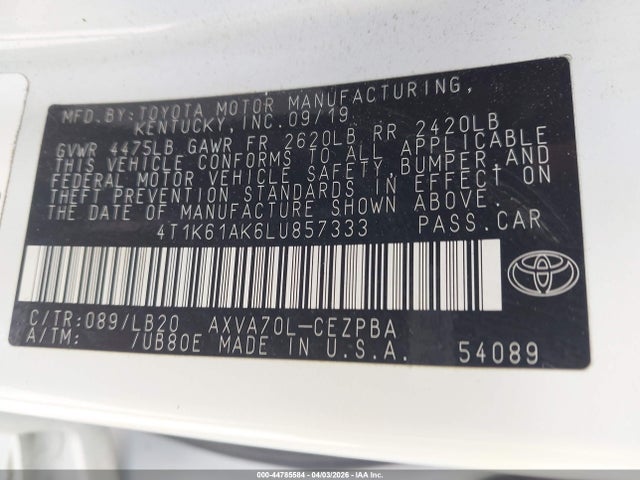 MFD.BY:TOYOTA MOTOR MANUFACTURING,
KENTUCKY,INC.09/19
GVWR 4475LB GAWR FR 2620LB RR 2420LB
THIS VEHICLE CONFORMS TO ALL APPLICABLE
FEDERAL MOTOR VEHICLE SAFETY,BUMPER,AND
THEFT PREVENTION STANDARDS IN EFFECT ON
THE DATE OF MANUFACTURE SHOWN ABOVE.
4T1K61AK6LU857333 PASS.CAR
C/TR:089/LB20 AXVA70L-CEZPBA
A/TM: /UB80E MADE IN U.S.A. 54089
000-44785584 - 04/03/2026 - IAA Inc.